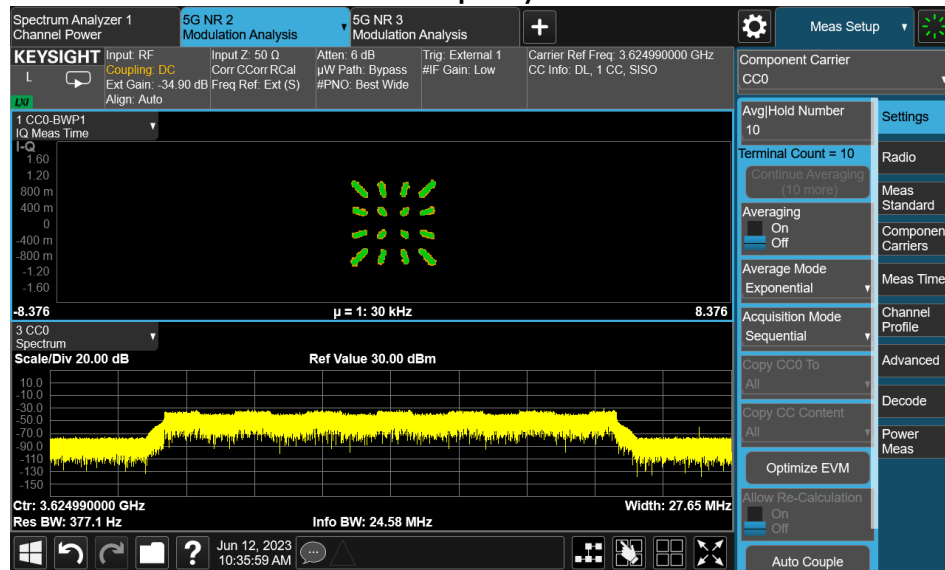 Spectrum Analyzer 1
Channel Power
5G NR 2
Modulation Analysis
5G NR 3
Modulation Analysis
Meas Setup
KEYSIGHT
L
LXI
Input: RF
Coupling: DC
Ext Gain: -34.90 dB
Align: Auto
Input Z: 50 Ω
Corr CCorr RCal
Freq Ref: Ext (S)
Atten: 6 dB
µW Path: Bypass
#PNO: Best Wide
Trig: External 1
#IF Gain: Low
Carrier Ref Freq: 3.624990000 GHz
CC Info: DL, 1 CC, SISO
Component Carrier
CC0
1 CC0-BWP1
IQ Meas Time
I-Q
1.60
1.20
800 m
400 m
0
-400 m
-800 m
-1.20
-1.60
-8.376
µ = 1: 30 kHz
8.376
3 CC0
Spectrum
Scale/Div 20.00 dB
Ref Value 30.00 dBm
10.0
-10.0
-30.0
-50.0
-70.0
-90.0
-110
-130
-150
Ctr: 3.624990000 GHz
Width: 27.65 MHz
Res BW: 377.1 Hz
Info BW: 24.58 MHz
?
Jun 12, 2023
10:35:59 AM
Avg|Hold Number
10
Terminal Count = 10
Continue Averaging
(10 more)
Averaging
On
Off
Average Mode
Exponential
Acquisition Mode
Sequential
Copy CC0 To
All
Copy CC Content
All
Optimize EVM
Allow Re-Calculation
On
Off
Auto Couple
Settings
Radio
Meas
Standard
Componen
Carriers
Meas Time
Channel
Profile
Advanced
Decode
Power
Meas